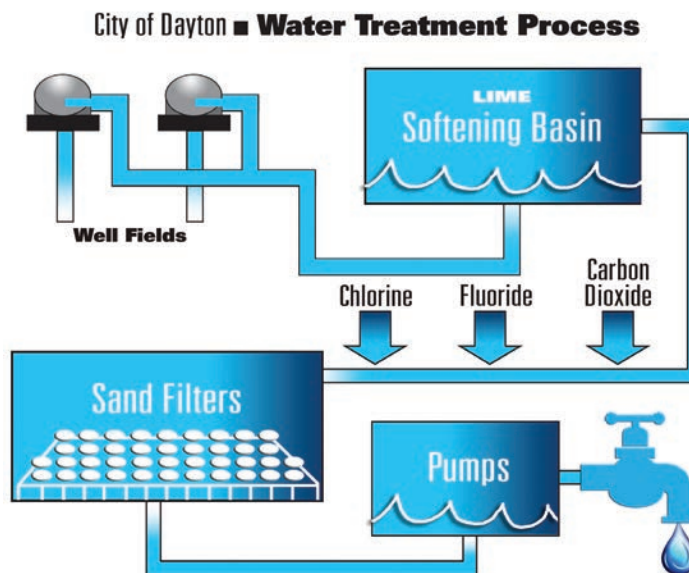 City of Dayton ■ Water Treatment Process
LIME
Softening Basin
Well Fields
Chlorine
Fluoride
Carbon
Dioxide
Sand Filters
Pumps